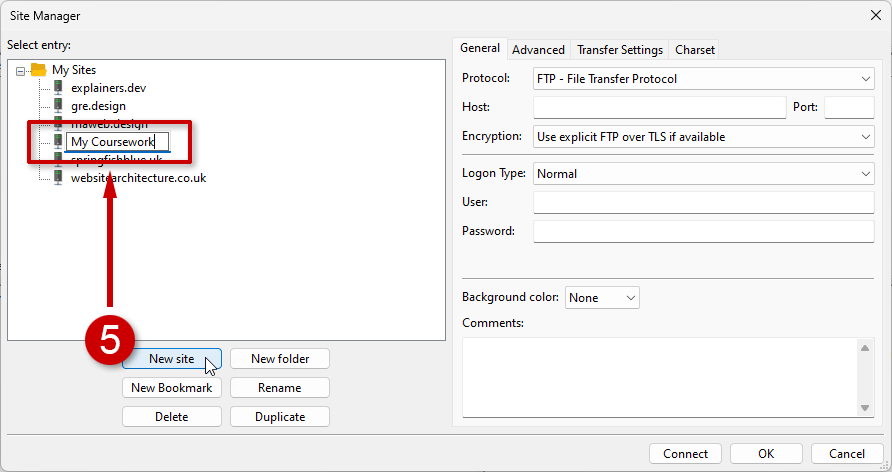 Site Manager
Select entry:
My Sites
explainers.dev
gre.design
maweb.design
My Coursework
springfishblue.uk
websitearchitecture.co.uk
5
New site
New folder
New Bookmark
Rename
Delete
Duplicate
General
Advanced
Transfer Settings
Charset
Protocol:
FTP - File Transfer Protocol
Host:
Port:
Encryption:
Use explicit FTP over TLS if available
Logon Type:
Normal
User:
Password:
Background color:
None
Comments:
Connect
OK
Cancel